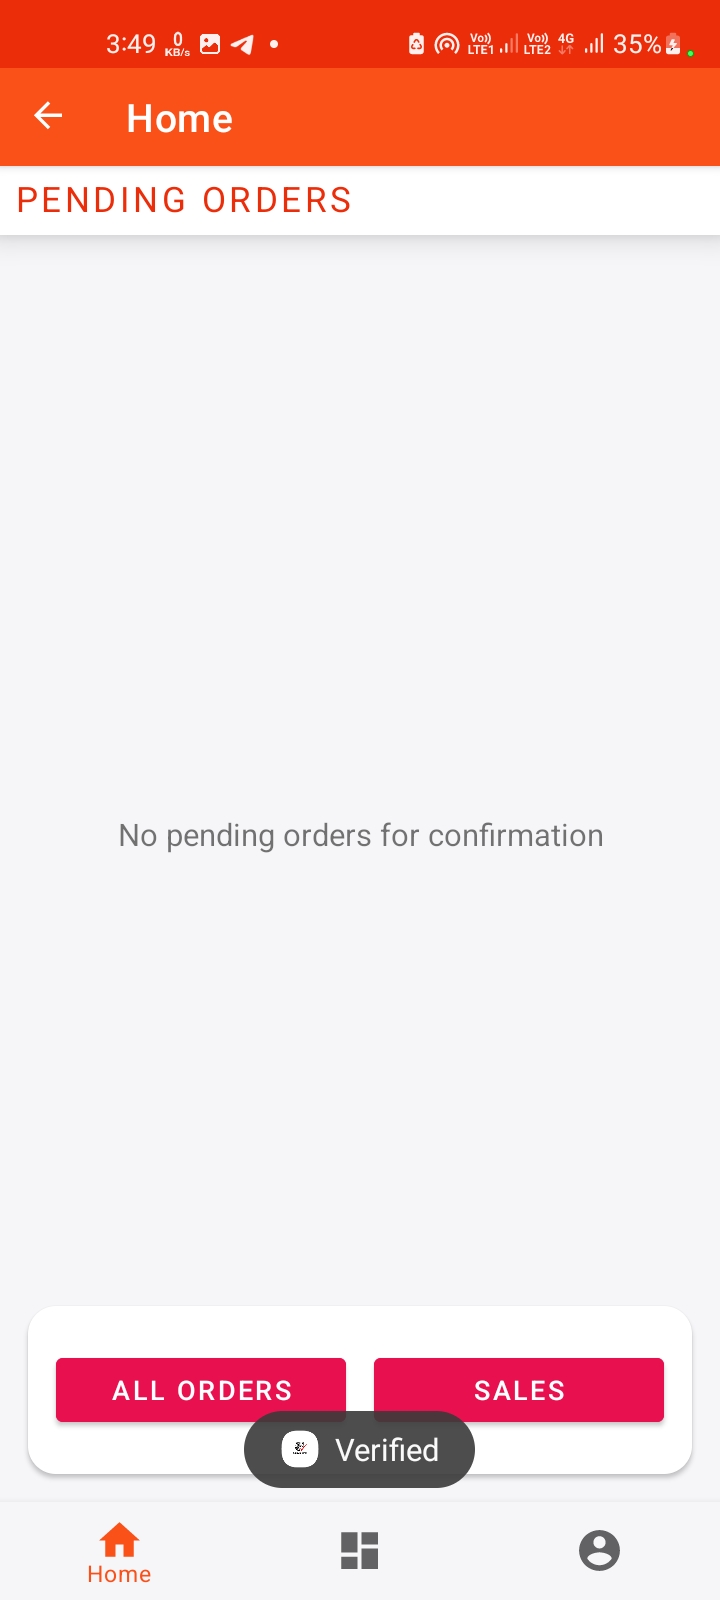 3:49 0 KB/s Vo)) LTE1 Vo)) LTE2 4G 35%
Home
PENDING ORDERS
No pending orders for confirmation
ALL ORDERS SALES
Verified
Home